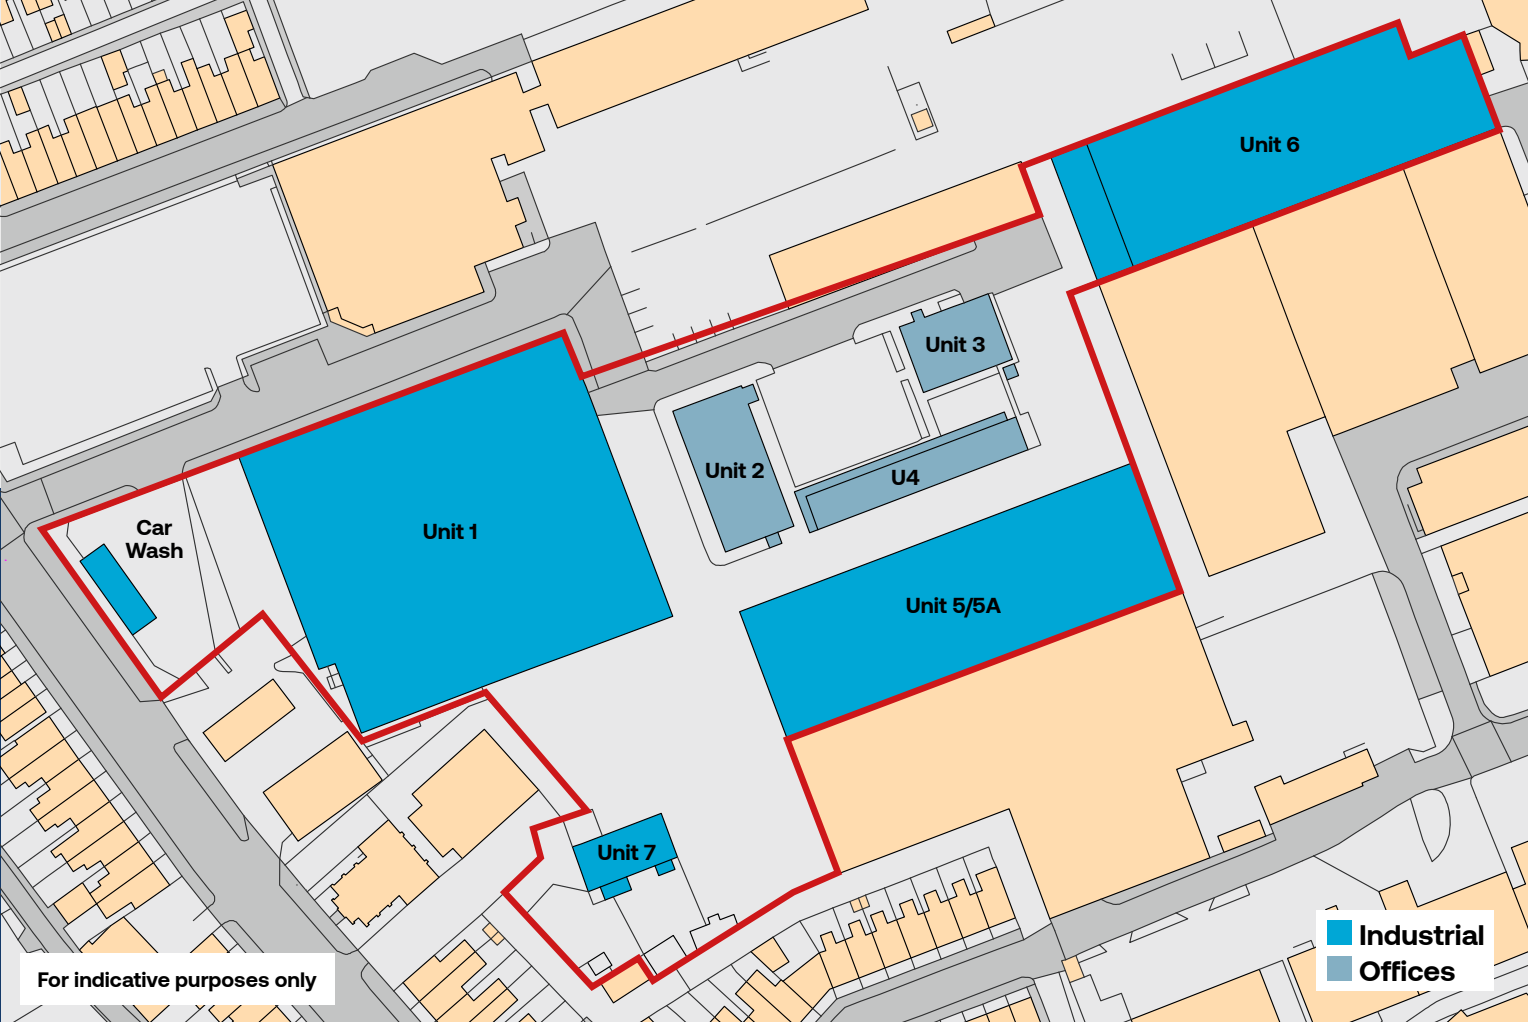 Unit 6
Unit 3
Unit 2
U4
Car
Wash
Unit 1
Unit 5/5A
Unit 7
Industrial
Offices
For indicative purposes only